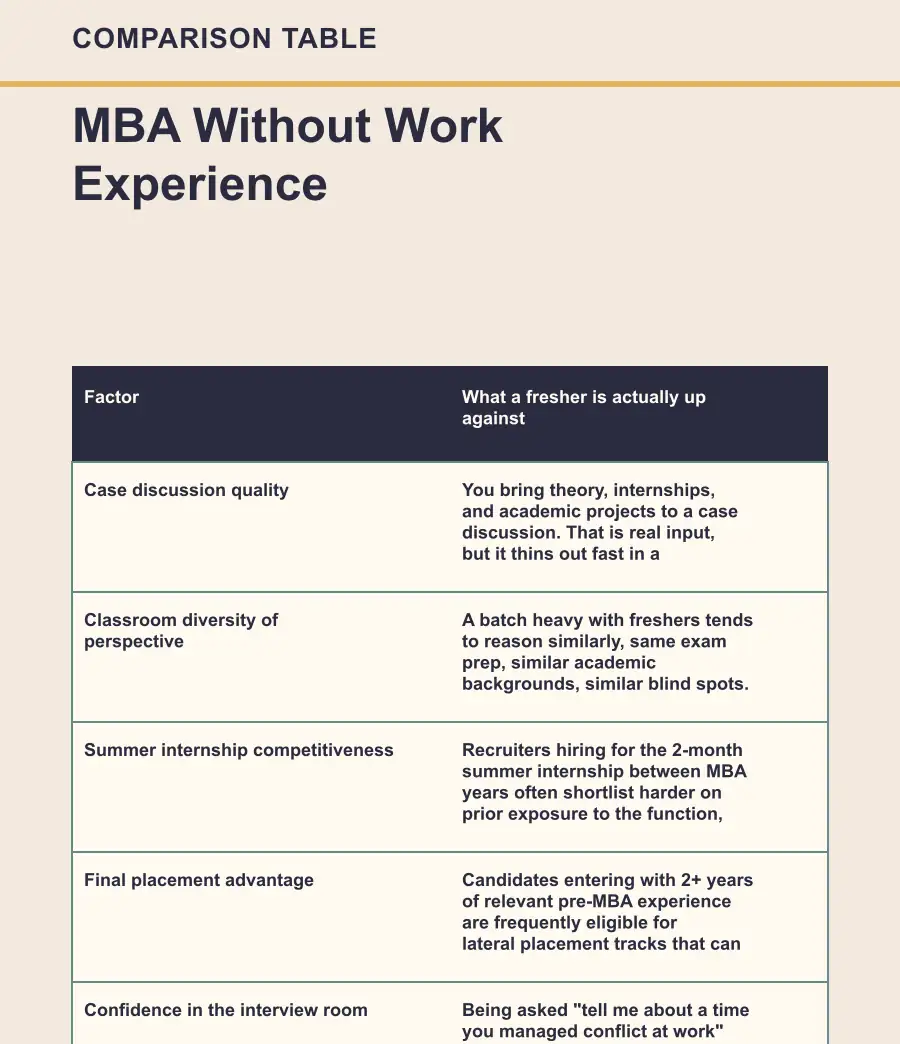 COMPARISON TABLE
MBA Without Work
Experience
Factor
What a fresher is actually up
against
Case discussion quality
You bring theory, internships,
and academic projects to a case
discussion. That is real input,
but it thins out fast in a
Classroom diversity of
perspective
A batch heavy with freshers tends
to reason similarly, same exam
prep, similar academic
backgrounds, similar blind spots.
Summer internship competitiveness
Recruiters hiring for the 2-month
summer internship between MBA
years often shortlist harder on
prior exposure to the function,
Final placement advantage
Candidates entering with 2+ years
of relevant pre-MBA experience
are frequently eligible for
lateral placement tracks that can
Confidence in the interview room
Being asked "tell me about a time
you managed conflict at work"